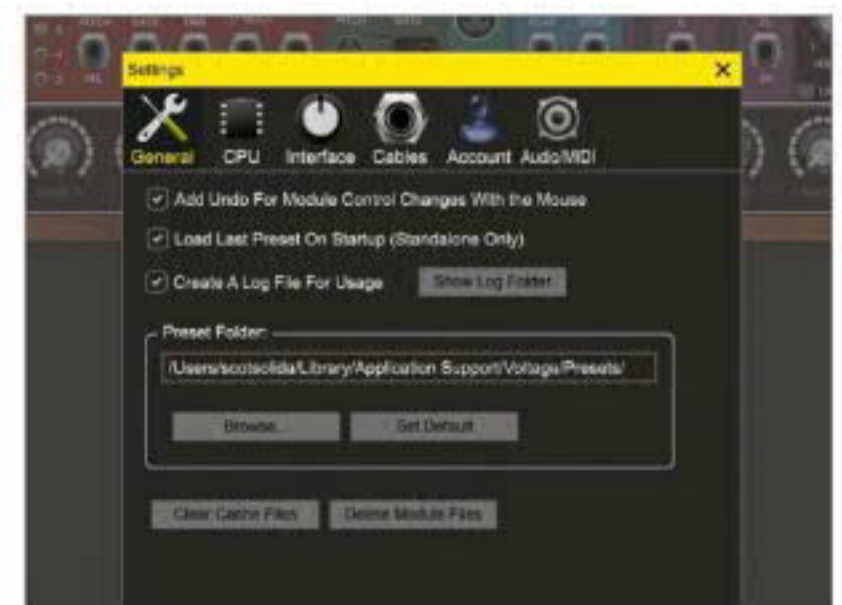 Settings
General CPU Interface Cables Account Audio/MIDI
Add Undo For Module Control Changes With the Mouse
Load Last Preset On Startup (Standalone Only)
Create A Log File For Usage Show Log Folder
Preset Folder:
/Users/scotsolida/Library/Application Support/Voltage/Presets/
Browse... Set Default
Clear Cache Files Delete Module Files